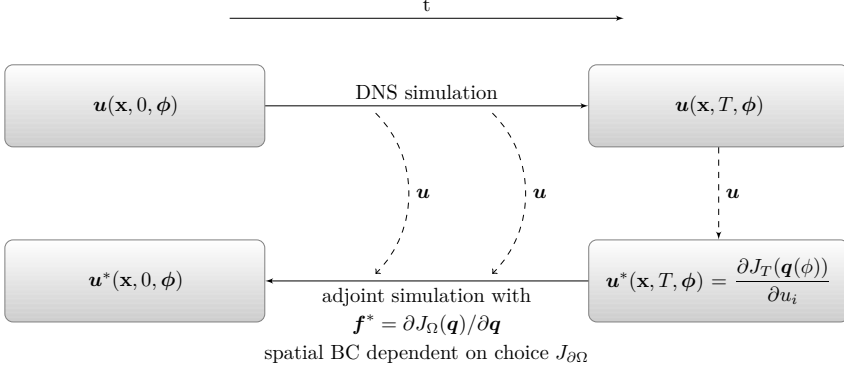 t
u(x, 0, ϕ)
DNS simulation
u(x, T, ϕ)
u
u
u
u*(x, 0, ϕ)
adjoint simulation with
f* = ∂J_Ω(q)/∂q
spatial BC dependent on choice J_∂Ω
u*(x, T, ϕ) = ∂J_T(q(ϕ))/∂u_i